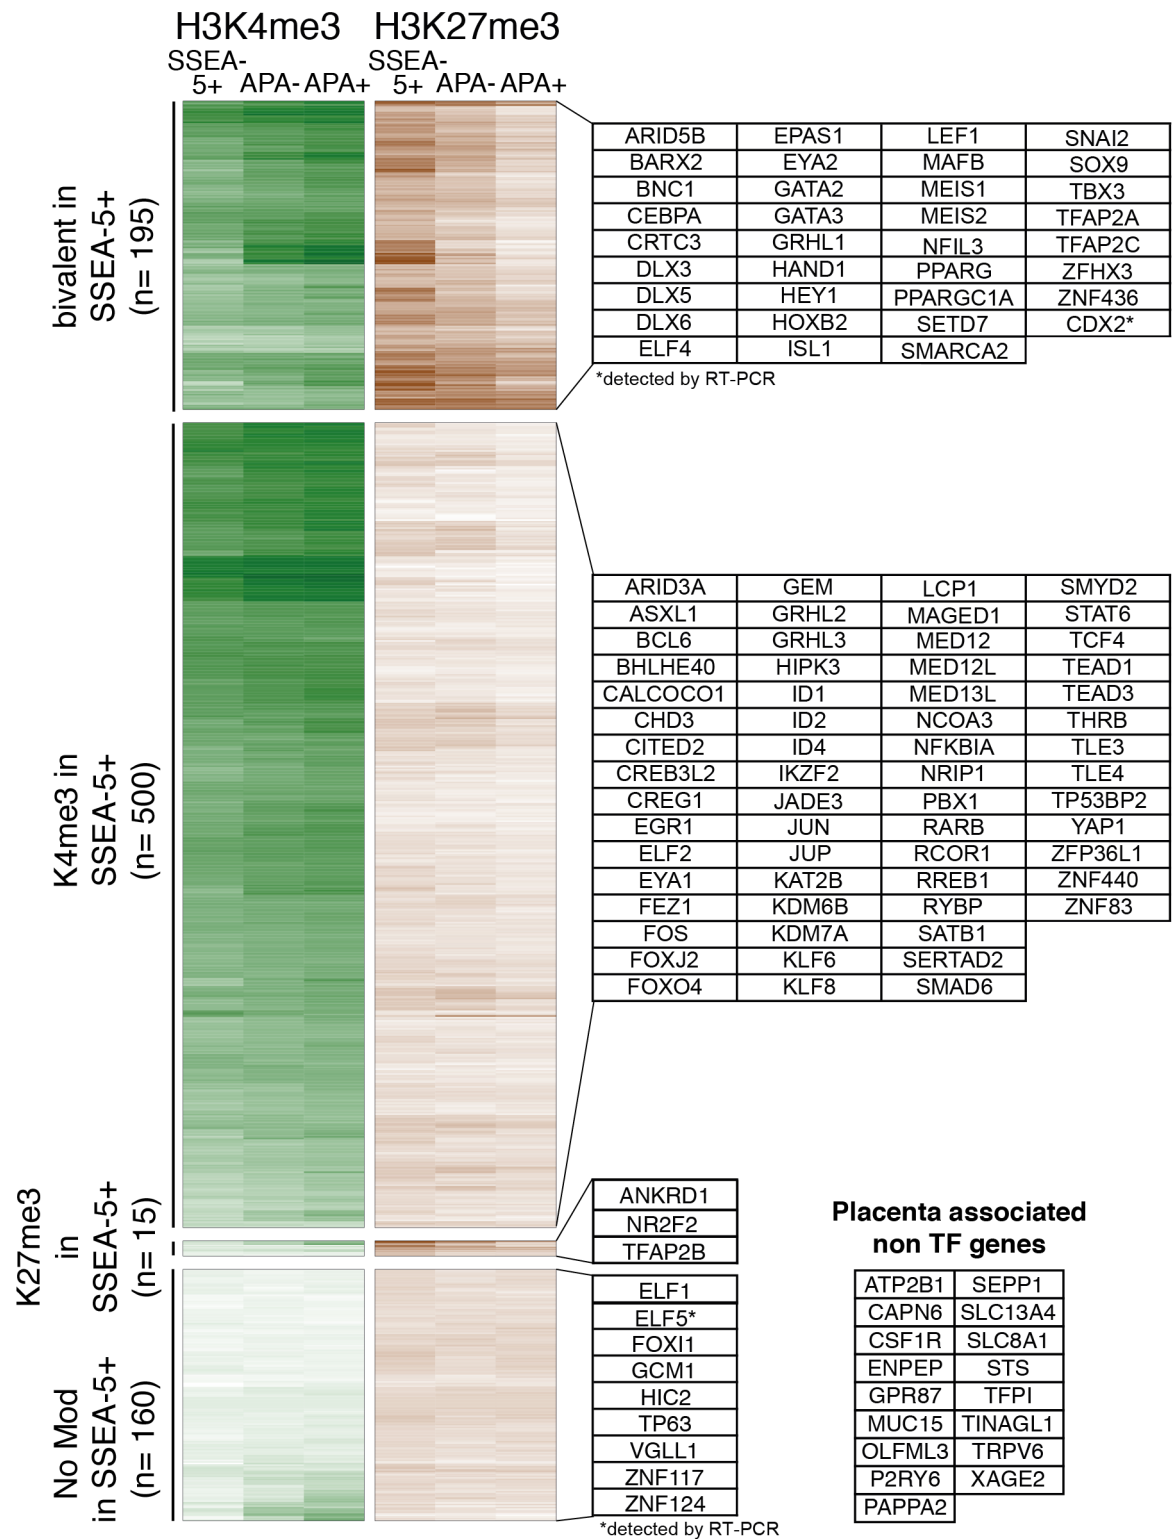 H3K4me3 H3K27me3
SSEA-5+ APA- APA+ SSEA-5+ APA- APA+
bivalent in
SSEA-5+
(n= 195)
ARID5B EPAS1 LEF1 SNAI2
BARX2 EYA2 MAFB SOX9
BNC1 GATA2 MEIS1 TBX3
CEBPA GATA3 MEIS2 TFAP2A
CRTC3 GRHL1 NFIL3 TFAP2C
DLX3 HAND1 PPARG ZFHX3
DLX5 HEY1 PPARGC1A ZNF436
DLX6 HOXB2 SETD7 CDX2*
ELF4 ISL1 SMARCA2
*detected by RT-PCR
K4me3 in
SSEA-5+
(n= 500)
ARID3A GEM LCP1 SMYD2
ASXL1 GRHL2 MAGED1 STAT6
BCL6 GRHL3 MED12 TCF4
BHLHE40 HIPK3 MED12L TEAD1
CALCOCO1 ID1 MED13L TEAD3
CHD3 ID2 NCOA3 THRB
CITED2 ID4 NFKBIA TLE3
CREB3L2 IKZF2 NRIP1 TLE4
CREG1 JADE3 PBX1 TP53BP2
EGR1 JUN RARB YAP1
ELF2 JUP RCOR1 ZFP36L1
EYA1 KAT2B RREB1 ZNF440
FEZ1 KDM6B RYBP ZNF83
FOS KDM7A SATB1
FOXJ2 KLF6 SERTAD2
FOXO4 KLF8 SMAD6
K27me3
in
SSEA-5+
(n= 15)
ANKRD1
NR2F2
TFAP2B
No Mod
in SSEA-5+
(n= 160)
ELF1
ELF5*
FOXI1
GCM1
HIC2
TP63
VGLL1
ZNF117
ZNF124
*detected by RT-PCR
Placenta associated
non TF genes
ATP2B1 SEPP1
CAPN6 SLC13A4
CSF1R SLC8A1
ENPEP STS
GPR87 TFPI
MUC15 TINAGL1
OLFML3 TRPV6
P2RY6 XAGE2
PAPPA2